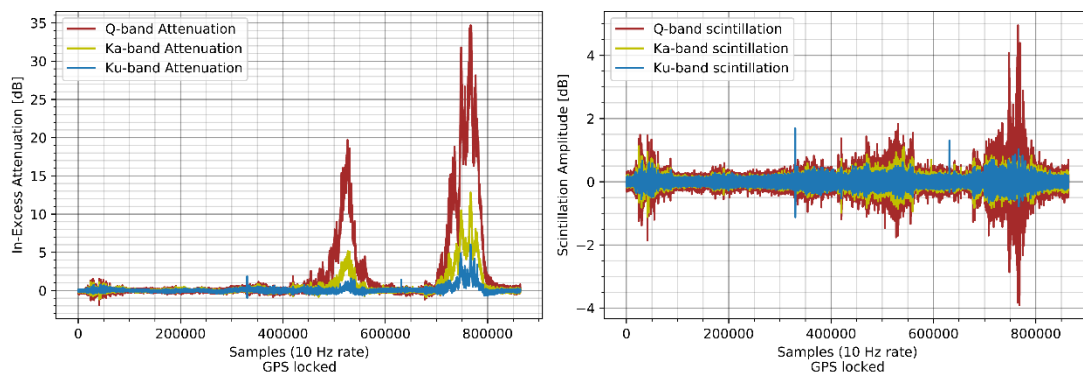 In-Excess Attenuation [dB]
35
30
25
20
15
10
5
0
Q-band Attenuation
Ka-band Attenuation
Ku-band Attenuation
0 200000 400000 600000 800000
Samples (10 Hz rate)
GPS locked
Scintillation Amplitude [dB]
4
2
0
−2
−4
Q-band scintillation
Ka-band scintillation
Ku-band scintillation
0 200000 400000 600000 800000
Samples (10 Hz rate)
GPS locked